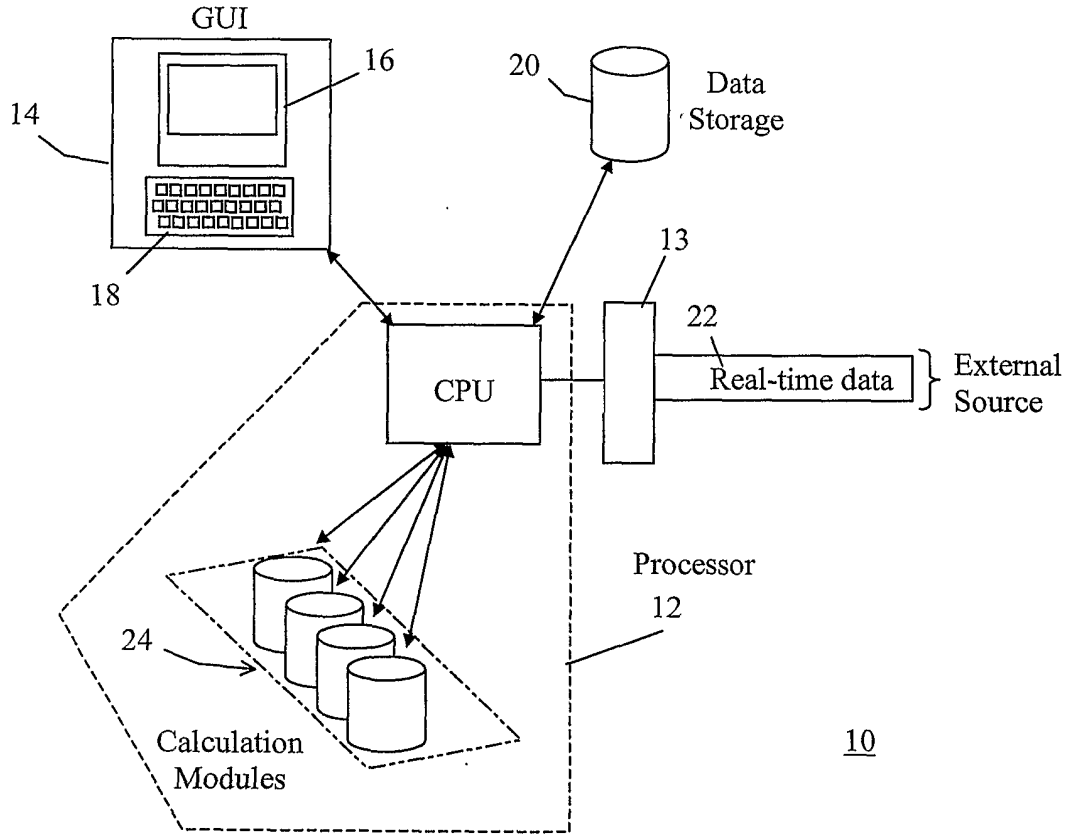 GUI
16
14
18
20
Data
Storage
13
22
Real-time data
External
Source
CPU
Processor
12
24
Calculation
Modules
10